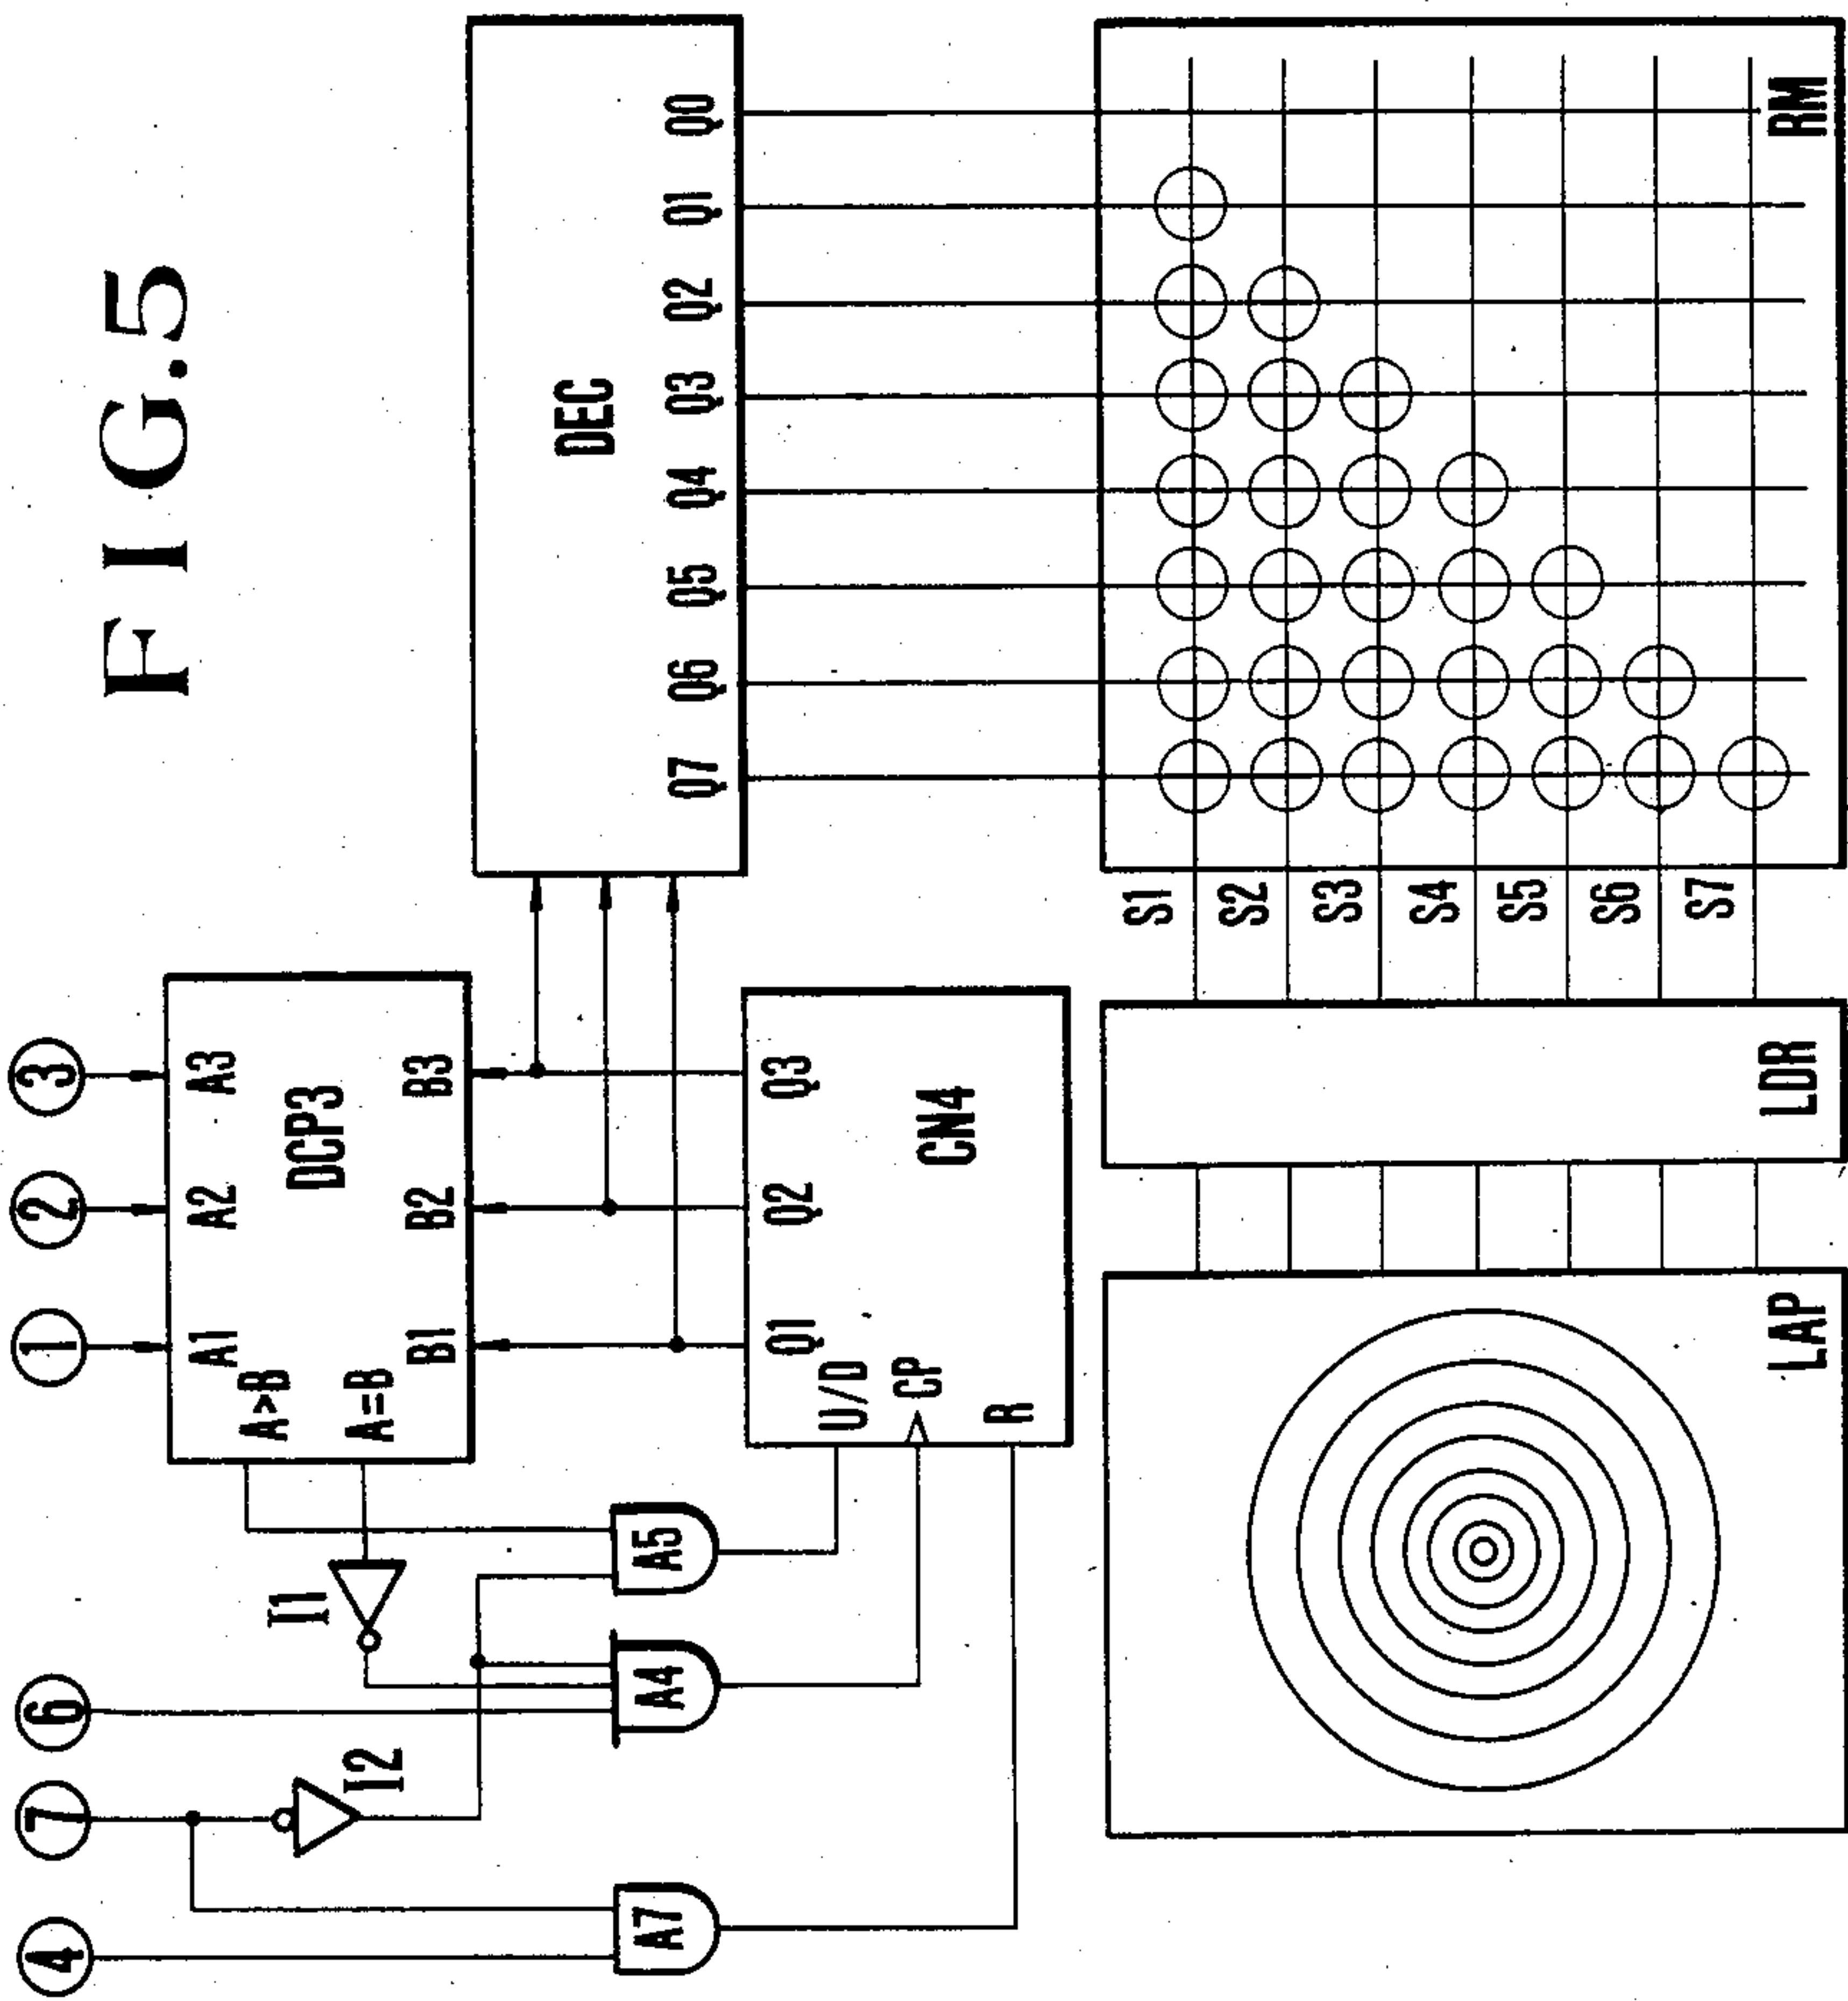 FIG.5
4
7
6
1
2
3
I2
I1
A1
A2
A3
A>B
A=B
DCP3
B1
B2
B3
A7
A4
A5
Q1
Q2
Q3
U/D
CP
R
CN4
DEC
Q7
Q6
Q5
Q4
Q3
Q2
Q1
Q0
LAP
LDR
S1
S2
S3
S4
S5
S6
S7
RM